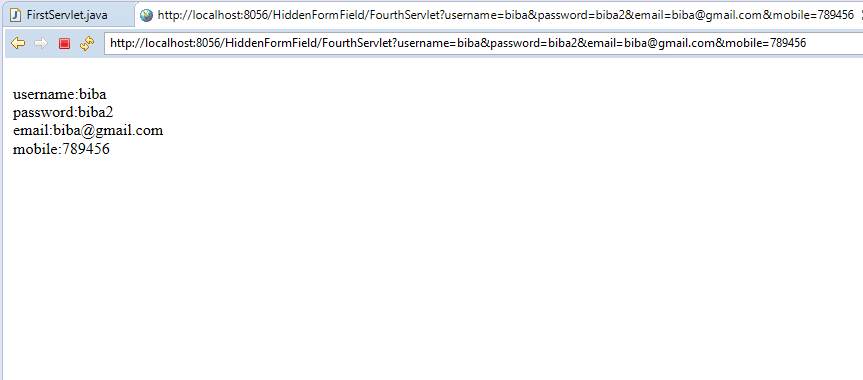 FirstServlet.java
http://localhost:8056/HiddenFormField/FourthServlet?username=biba&password=biba2&email=biba@gmail.com&mobile=789456
http://localhost:8056/HiddenFormField/FourthServlet?username=biba&password=biba2&email=biba@gmail.com&mobile=789456
username:biba
password:biba2
email:biba@gmail.com
mobile:789456